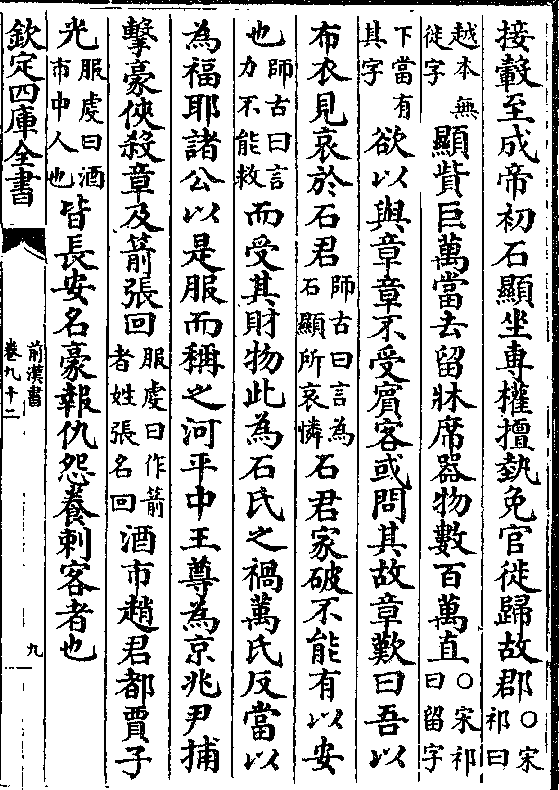 接轂至成帝初石顯坐專權擅埶免官徙歸故郡○宋祁曰
越本無徙字顯貲巨萬當去留牀席器物數百萬直○宋祁曰留字
下當有其字欲以與章章不受賓客或問其故章歎曰吾以
布衣見哀於石君師古曰言為石顯所哀憐石君家破不能有以安
也師古曰言力不能救而受其財物此為石氏之禍萬氏反當以
為福耶諸公以是服而稱之河平中王尊為京兆尹捕
擊豪俠殺章及箭張回服虔曰作箭者姓張名回酒市趙君都賈子
光服虔曰酒市中人也皆長安名豪報仇怨養刺客者也
欽定四庫全書
前漢書
卷九十二
九